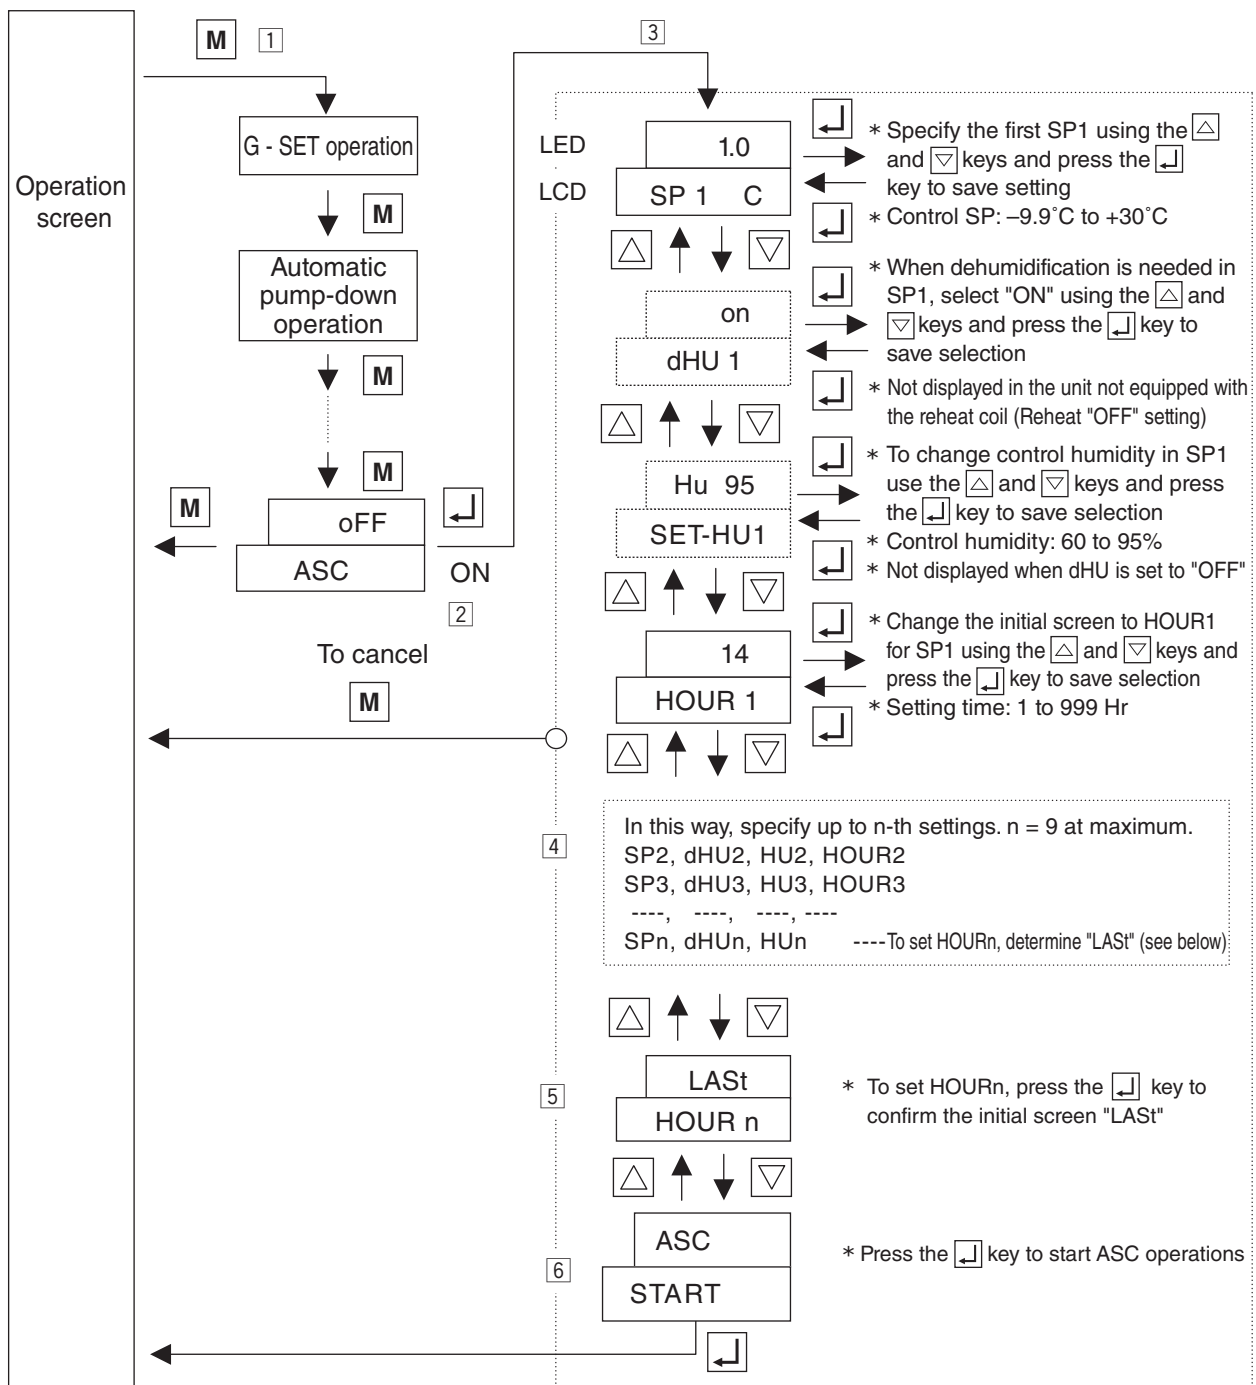 M 1
3
Operation
screen
G - SET operation
M
Automatic
pump-down
operation
M
M
M
oFF
ASC
ON
2
To cancel
M
LED
LCD
1.0
SP 1 C
* Specify the first SP1 using the △
and ▽ keys and press the ↵
key to save setting
* Control SP: –9.9˚C to +30˚C
on
dHU 1
* When dehumidification is needed in
SP1, select "ON" using the △ and
▽ keys and press the ↵ key to
save selection
* Not displayed in the unit not equipped with
the reheat coil (Reheat "OFF" setting)
Hu 95
SET-HU1
* To change control humidity in SP1
use the △ and ▽ keys and press
the ↵ key to save selection
* Control humidity: 60 to 95%
* Not displayed when dHU is set to "OFF"
14
HOUR 1
* Change the initial screen to HOUR1
for SP1 using the △ and ▽ keys and
press the ↵ key to save selection
* Setting time: 1 to 999 Hr
4
In this way, specify up to n-th settings. n = 9 at maximum.
SP2, dHU2, HU2, HOUR2
SP3, dHU3, HU3, HOUR3
----, ----, ----, ----
SPn, dHUn, HUn ----To set HOURn, determine "LASt" (see below)
5
LASt
HOUR n
* To set HOURn, press the ↵ key to
confirm the initial screen "LASt"
6
ASC
START
* Press the ↵ key to start ASC operations